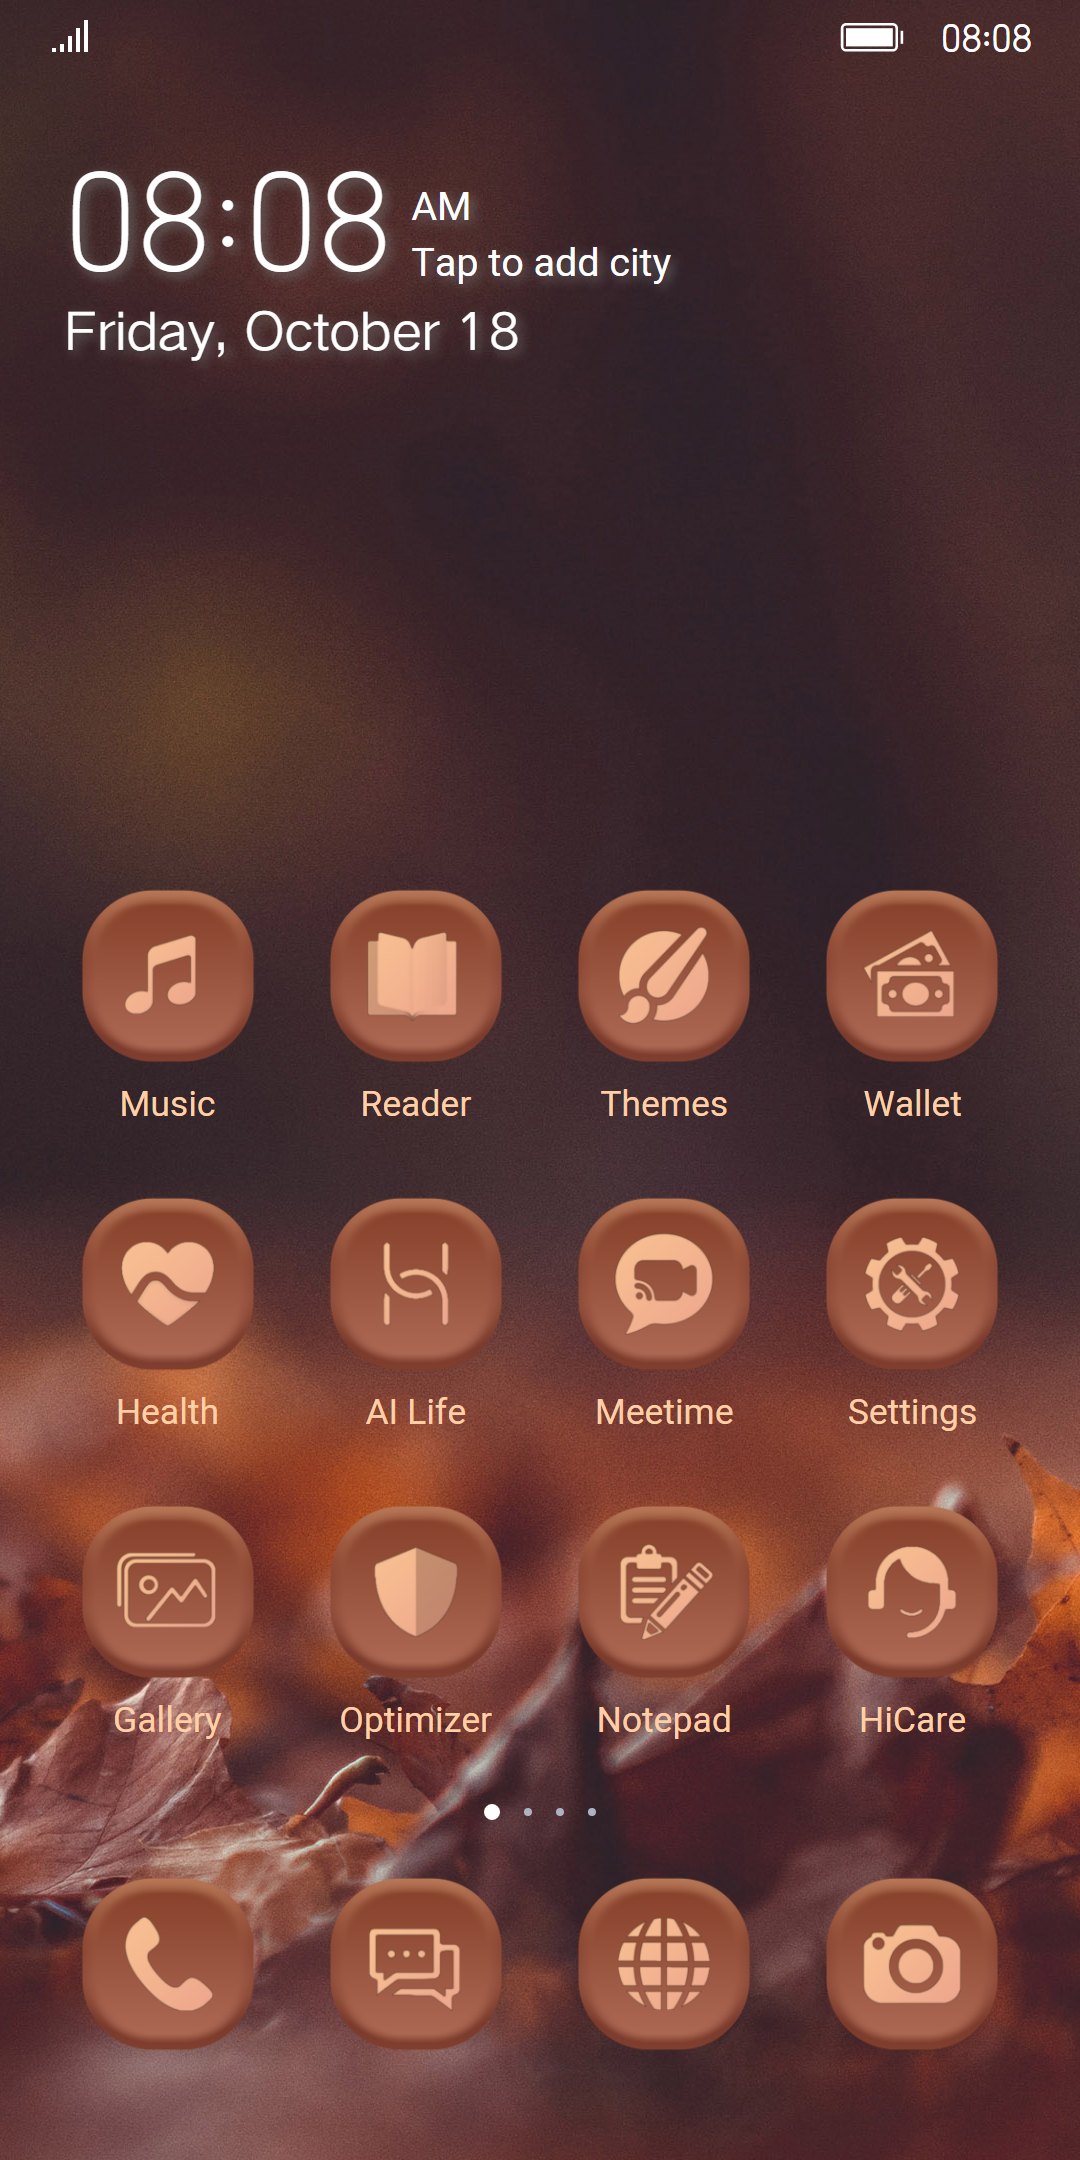 08:08
08:08 AM
Tap to add city
Friday, October 18
Music Reader Themes Wallet
Health AI Life Meetime Settings
Gallery Optimizer Notepad HiCare